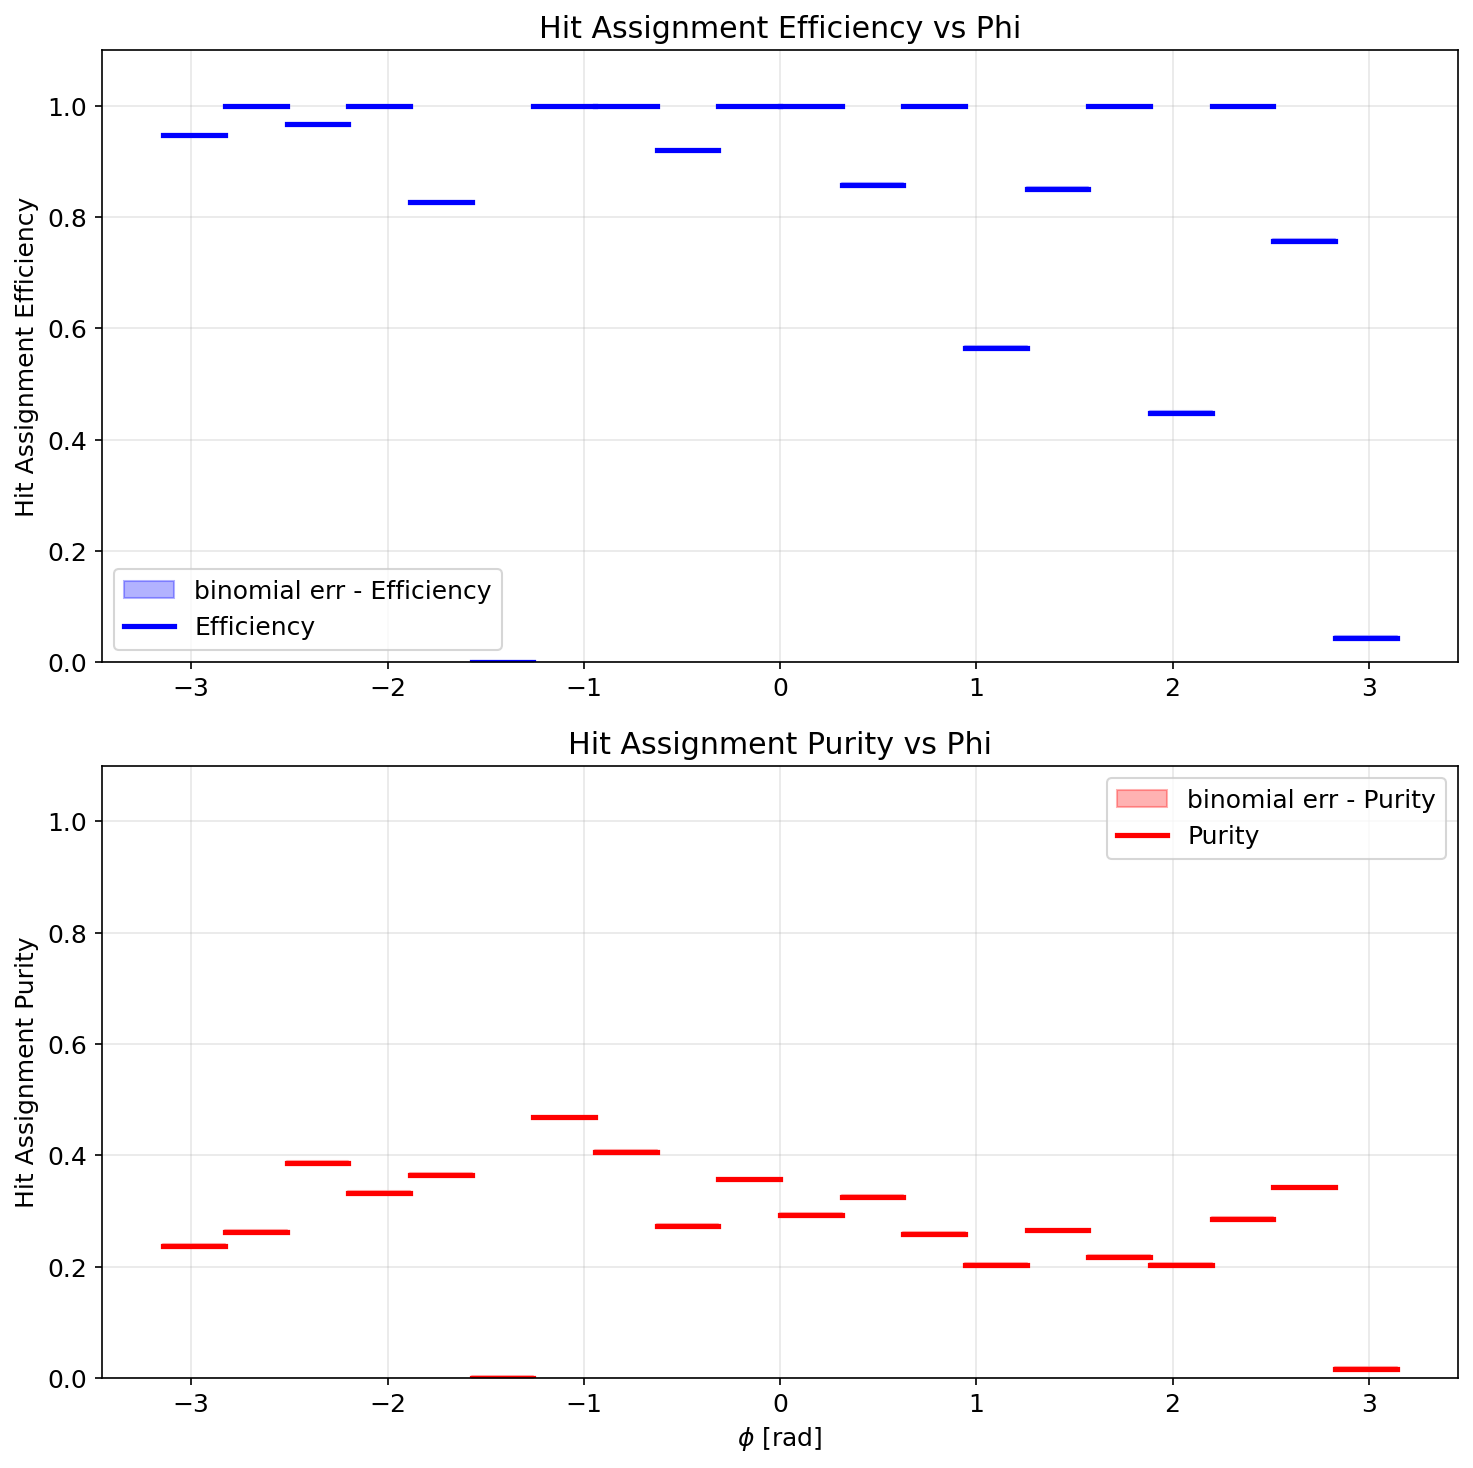 Hit Assignment Efficiency vs Phi
Hit Assignment Efficiency
1.0
0.8
0.6
0.4
0.2
0.0
binomial err - Efficiency
Efficiency
−3 −2 −1 0 1 2 3
Hit Assignment Purity vs Phi
Hit Assignment Purity
1.0
0.8
0.6
0.4
0.2
0.0
binomial err - Purity
Purity
−3 −2 −1 0 1 2 3
ϕ [rad]